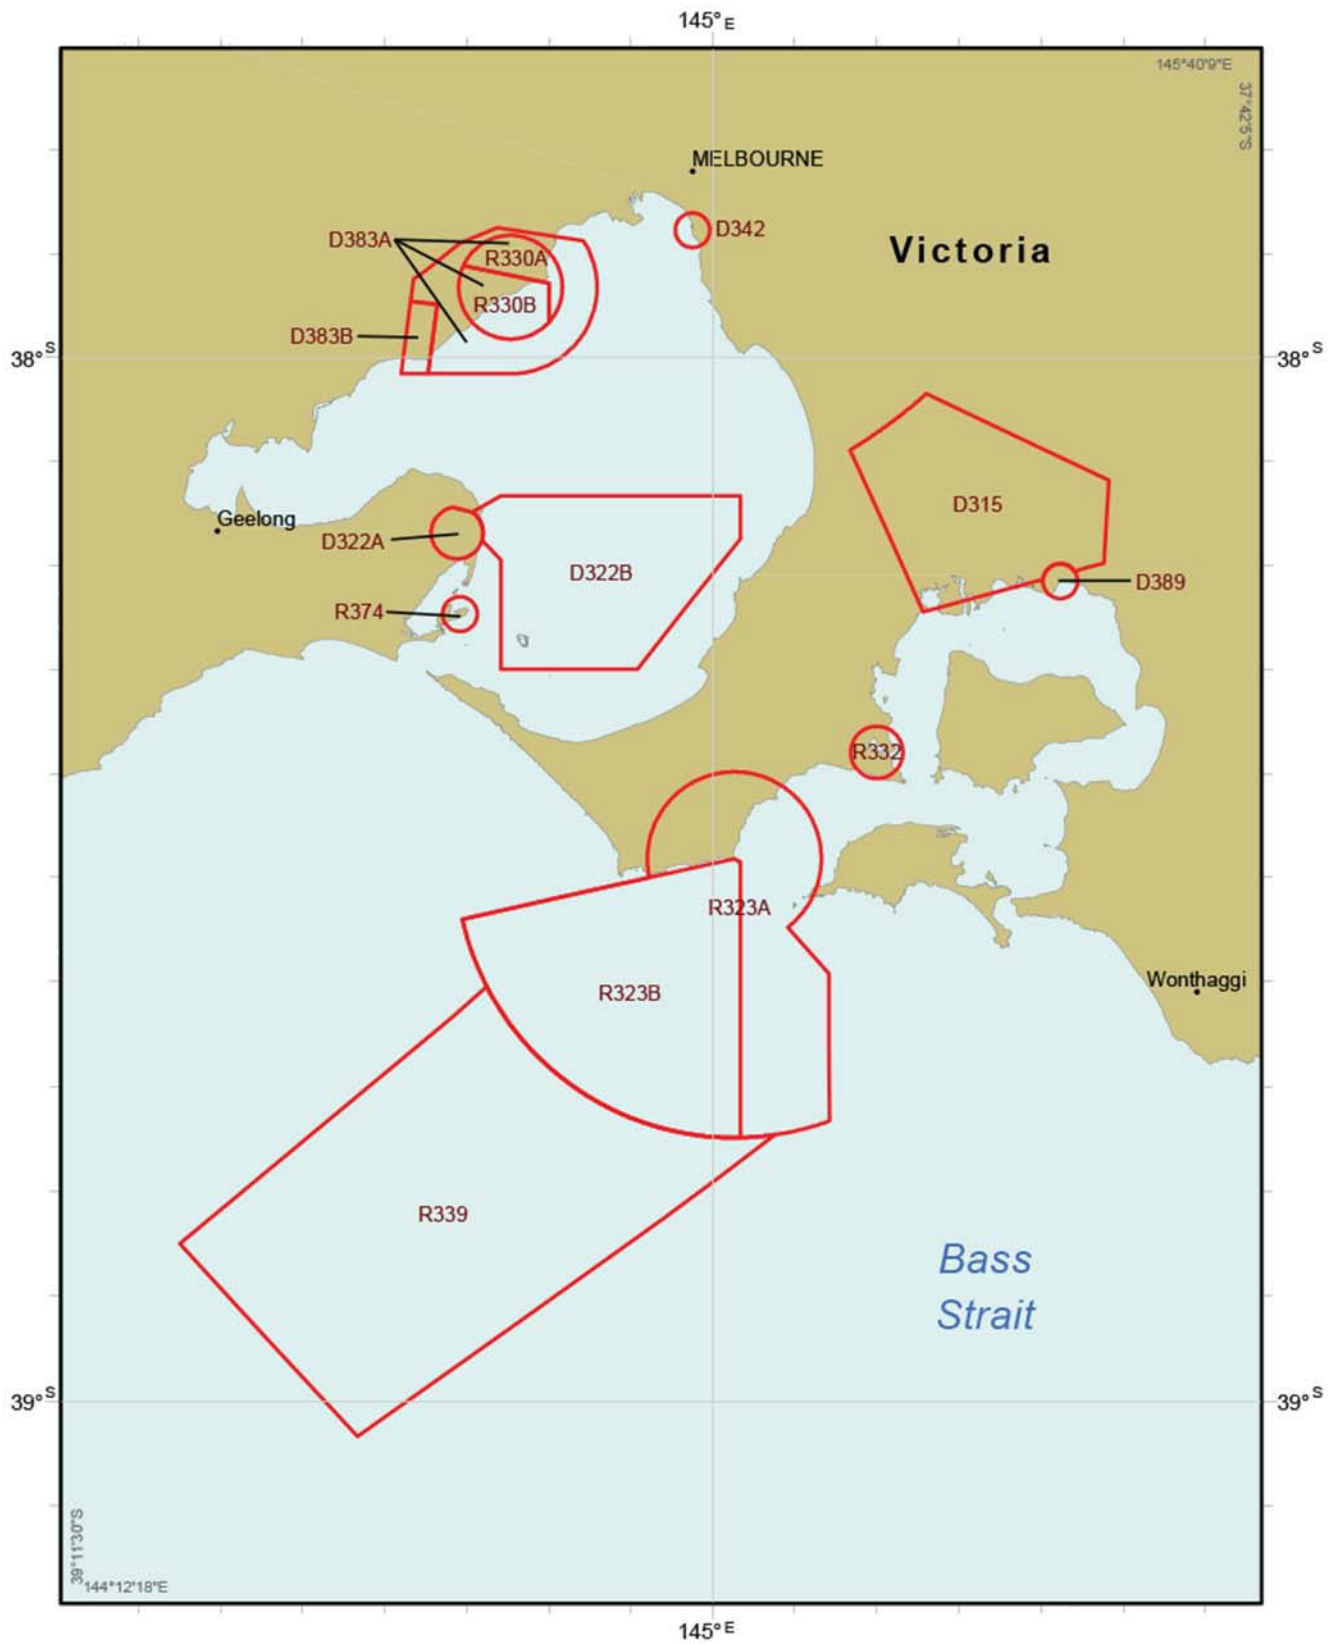 145° E
145°40'9"E
37°42'5"S
MELBOURNE
D342
D383A
R330A
Victoria
R330B
D383B
38° S
38° S
D315
Geelong
D322A
D322B
D389
R374
R332
R323A
Wonthaggi
R323B
R339
Bass
Strait
39° S
39° S
39°11'30"S
144°12'18"E
145° E